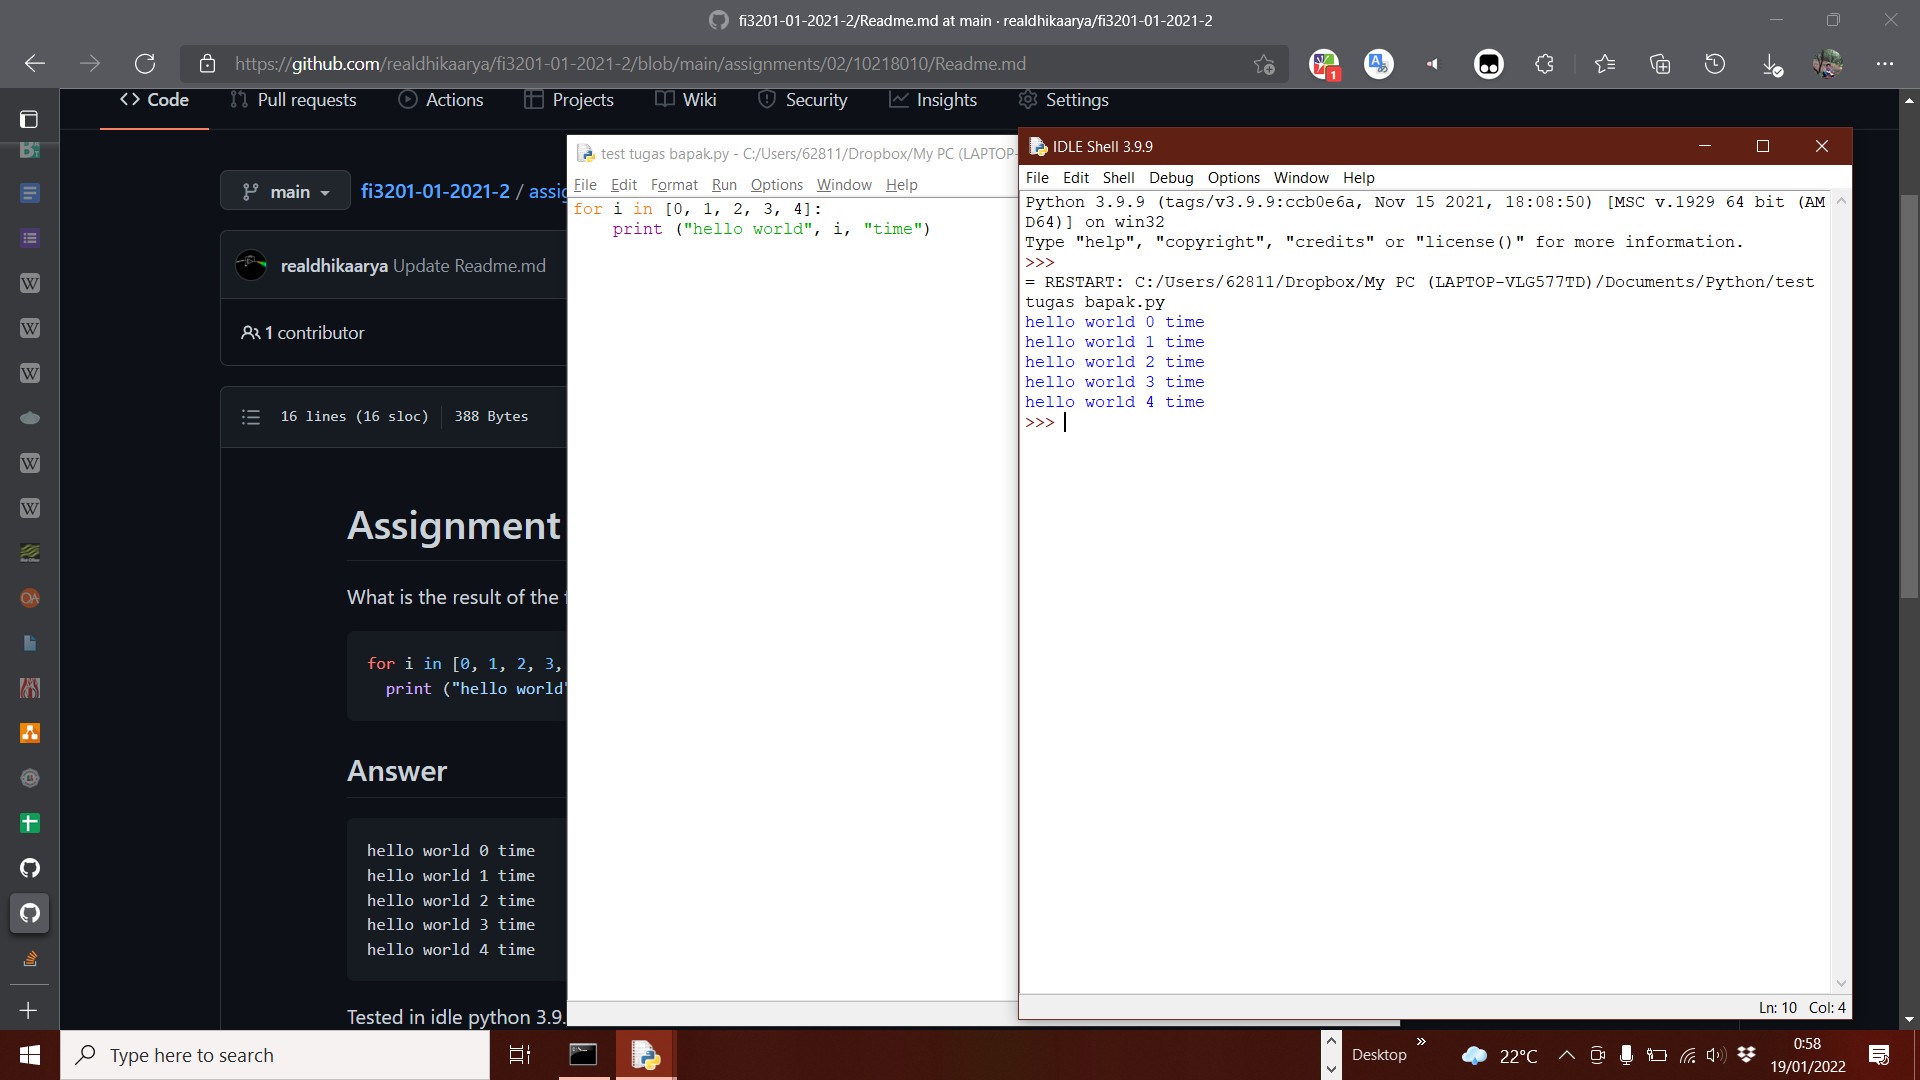 fi3201-01-2021-2/Readme.md at main · realdhikaarya/fi3201-01-2021-2
https://github.com/realdhikaarya/fi3201-01-2021-2/blob/main/assignments/02/10218010/Readme.md
1
Code
Pull requests
Actions
Projects
Wiki
Security
Insights
Settings
main
fi3201-01-2021-2 / assig
realdhikaarya Update Readme.md
1 contributor
16 lines (16 sloc)
388 Bytes
Assignment
What is the result of the
for i in [0, 1, 2, 3,
print ("hello world"
Answer
hello world 0 time
hello world 1 time
hello world 2 time
hello world 3 time
hello world 4 time
Tested in idle python 3.9.
test tugas bapak.py - C:/Users/62811/Dropbox/My PC (LAPTOP-
File Edit Format Run Options Window Help
for i in [0, 1, 2, 3, 4]:
print ("hello world", i, "time")
IDLE Shell 3.9.9
File Edit Shell Debug Options Window Help
Python 3.9.9 (tags/v3.9.9:ccb0e6a, Nov 15 2021, 18:08:50) [MSC v.1929 64 bit (AM
D64)] on win32
Type "help", "copyright", "credits" or "license()" for more information.
>>>
= RESTART: C:/Users/62811/Dropbox/My PC (LAPTOP-VLG577TD)/Documents/Python/test
tugas bapak.py
hello world 0 time
hello world 1 time
hello world 2 time
hello world 3 time
hello world 4 time
>>>
Ln: 10 Col: 4
Type here to search
Desktop
22°C
0:58
19/01/2022